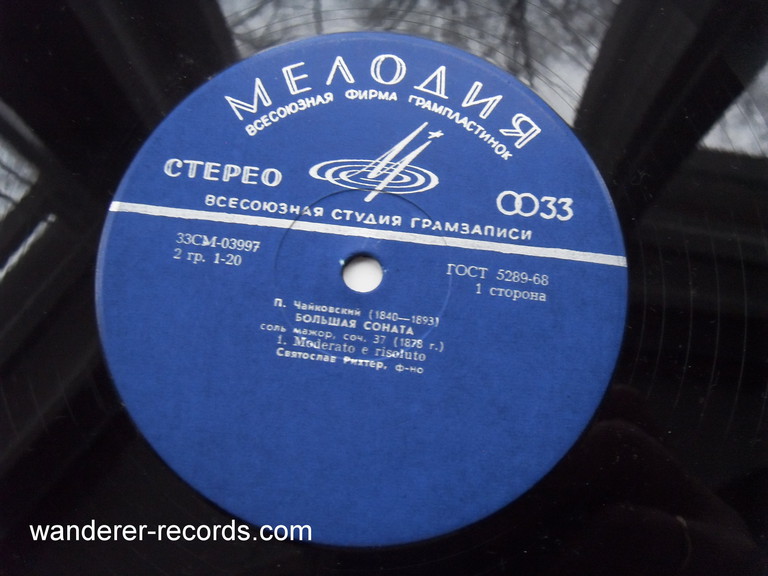 МЕЛОДИЯ
ВСЕСОЮЗНАЯ ФИРМА ГРАМПЛАСТИНОК
СТЕРЕО
33
ВСЕСОЮЗНАЯ СТУДИЯ ГРАМЗАПИСИ
33СМ-03997
2 гр. 1-20
ГОСТ 5289-68
1 сторона
П. Чайковский (1840—1893)
БОЛЬШАЯ СОНАТА
соль мажор, соч. 37 (1878 г.)
1. Moderato e risoluto
Святослав Рихтер, ф-но
wanderer-records.com